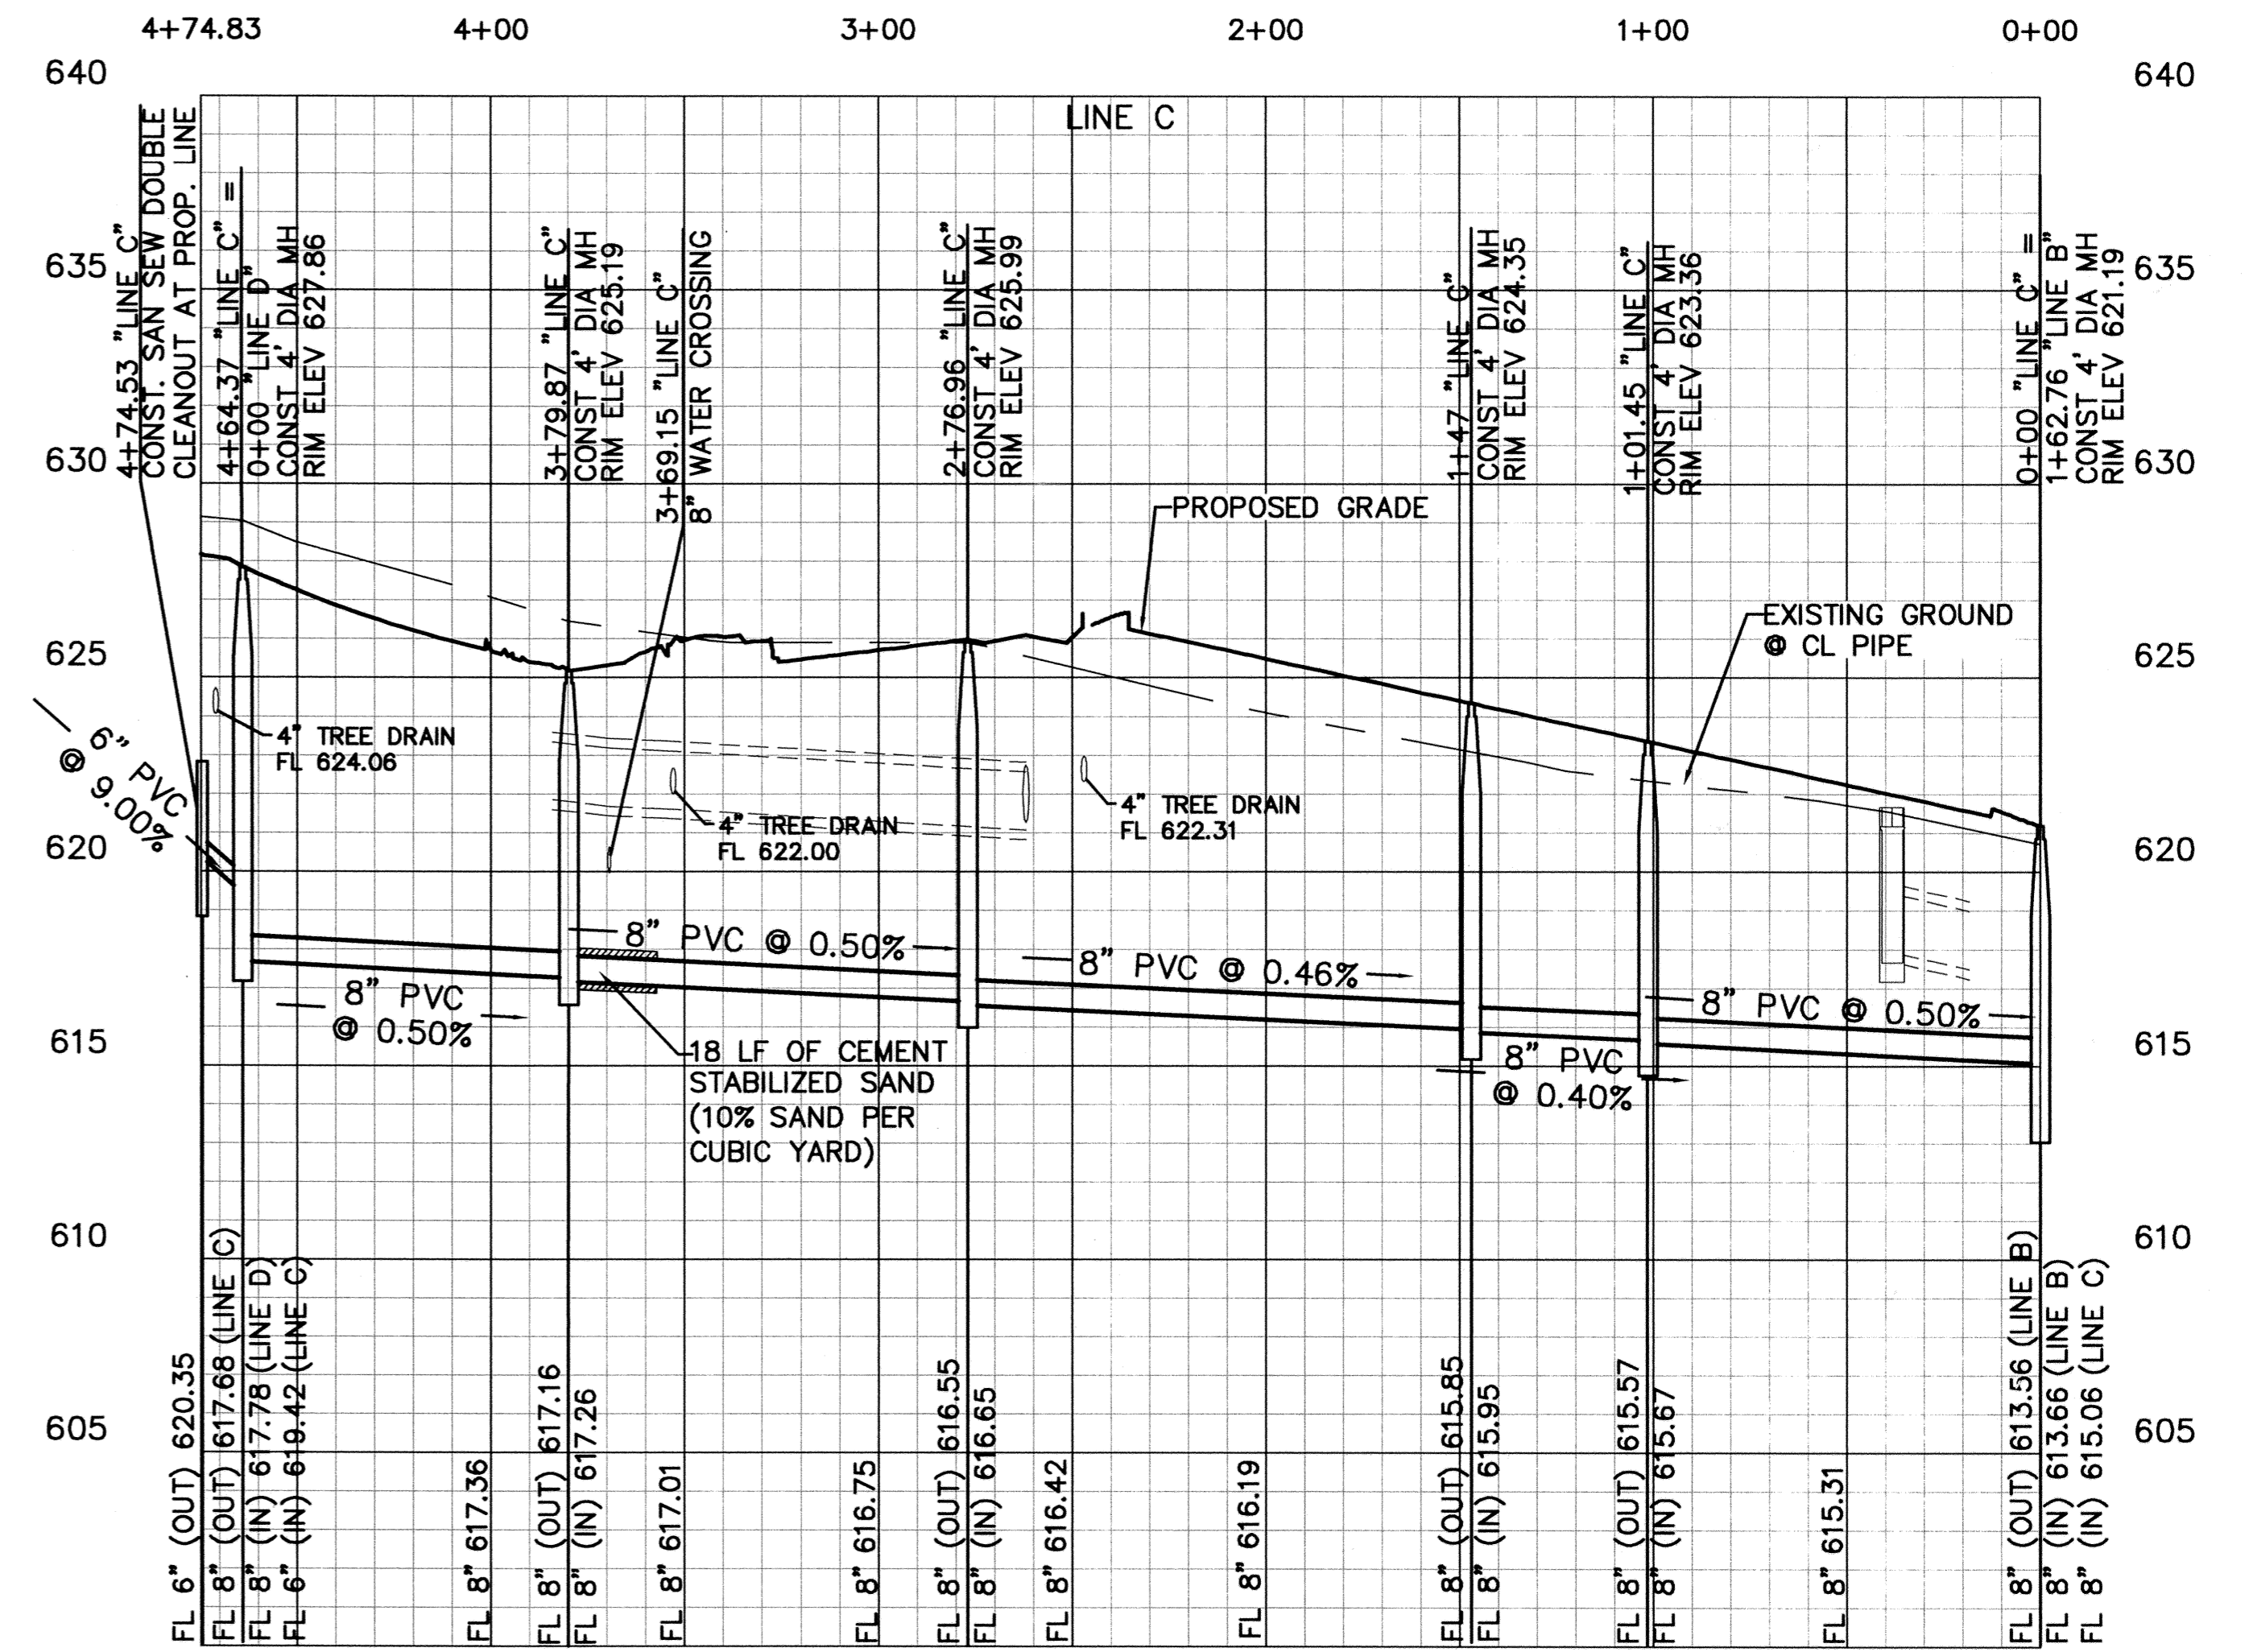 4+74.83 4+00 3+00 2+00 1+00 0+00
640 640
LINE C
635 635
630 630
625 625
620 620
615 615
610 610
605 605
4+74.53 "LINE C"
CONST. SAN SEW DOUBLE
CLEANOUT AT PROP. LINE
4+64.37 "LINE C" =
0+00 "LINE D"
CONST 4' DIA MH
RIM ELEV 627.86
3+79.87 "LINE C"
CONST 4' DIA MH
RIM ELEV 625.19
3+69.15 "LINE C"
8" WATER CROSSING
2+76.96 "LINE C"
CONST 4' DIA MH
RIM ELEV 625.99
1+47 "LINE C"
CONST 4' DIA MH
RIM ELEV 624.35
1+01.45 "LINE C"
CONST 4' DIA MH
RIM ELEV 623.36
0+00 "LINE C" =
1+62.76 "LINE B"
CONST 4' DIA MH
RIM ELEV 621.19
PROPOSED GRADE
EXISTING GROUND
@ CL PIPE
6" PVC
@ 9.00%
4" TREE DRAIN
FL 624.06
4" TREE DRAIN
FL 622.00
4" TREE DRAIN
FL 622.31
8" PVC
@ 0.50%
8" PVC @ 0.50%
8" PVC @ 0.46%
8" PVC
@ 0.40%
8" PVC @ 0.50%
18 LF OF CEMENT
STABILIZED SAND
(10% SAND PER
CUBIC YARD)
FL 6" (OUT) 620.35
FL 8" (OUT) 617.68 (LINE C)
FL 8" (IN) 617.78 (LINE D)
FL 6" (IN) 619.42 (LINE C)
FL 8" 617.36
FL 8" (OUT) 617.16
FL 8" (IN) 617.26
FL 8" 617.01
FL 8" 616.75
FL 8" (OUT) 616.55
FL 8" (IN) 616.65
FL 8" 616.42
FL 8" 616.19
FL 8" (OUT) 615.85
FL 8" (IN) 615.95
FL 8" (OUT) 615.57
FL 8" (IN) 615.67
FL 8" 615.31
FL 8" (OUT) 613.56 (LINE B)
FL 8" (IN) 613.66 (LINE B)
FL 8" (IN) 615.06 (LINE C)